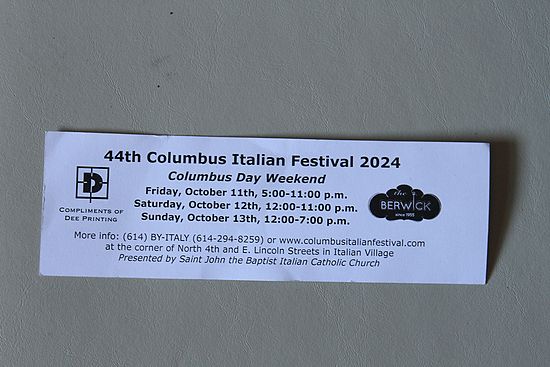 44th Columbus Italian Festival 2024
Columbus Day Weekend
Friday, October 11th, 5:00-11:00 p.m.
Saturday, October 12th, 12:00-11:00 p.m.
Sunday, October 13th, 12:00-7:00 p.m.
D
Compliments of
Dee Printing
the
BERWICK
since 1955
More info: (614) BY-ITALY (614-294-8259) or www.columbusitalianfestival.com
at the corner of North 4th and E. Lincoln Streets in Italian Village
Presented by Saint John the Baptist Italian Catholic Church